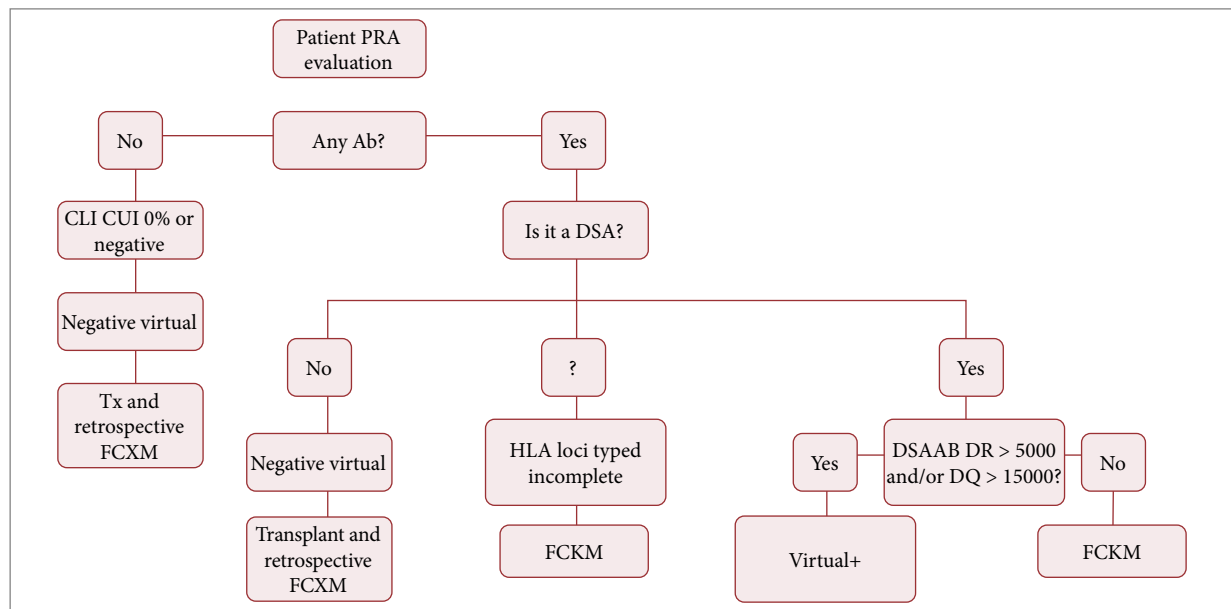 Patient PRA
evaluation
No
Any Ab?
Yes
CLI CUI 0% or
negative
Is it a DSA?
Negative virtual
No
?
Yes
Tx and
retrospective
FCXM
Negative virtual
HLA loci typed
incomplete
Yes
DSAAB DR > 5000
and/or DQ > 15000?
No
Transplant and
retrospective
FCXM
FCKM
Virtual+
FCKM